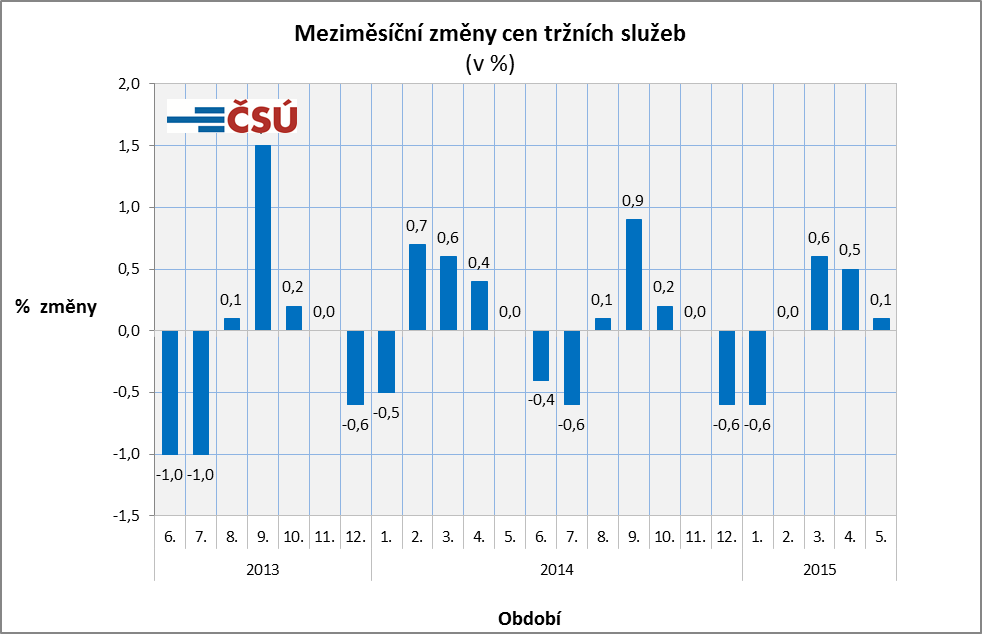 Meziměsíční změny cen tržních služeb
(v %)
ČSÚ
% změny
2,0
1,5
1,0
0,5
0,0
-0,5
-1,0
-1,5
-1,0 -1,0 0,1 0,2 0,0 -0,6 -0,5 0,7 0,6 0,4 0,0 -0,4 -0,6 0,1 0,9 0,2 0,0 -0,6 -0,6 0,0 0,6 0,5 0,1
6. 7. 8. 9. 10. 11. 12. 1. 2. 3. 4. 5. 6. 7. 8. 9. 10. 11. 12. 1. 2. 3. 4. 5.
2013 2014 2015
Období